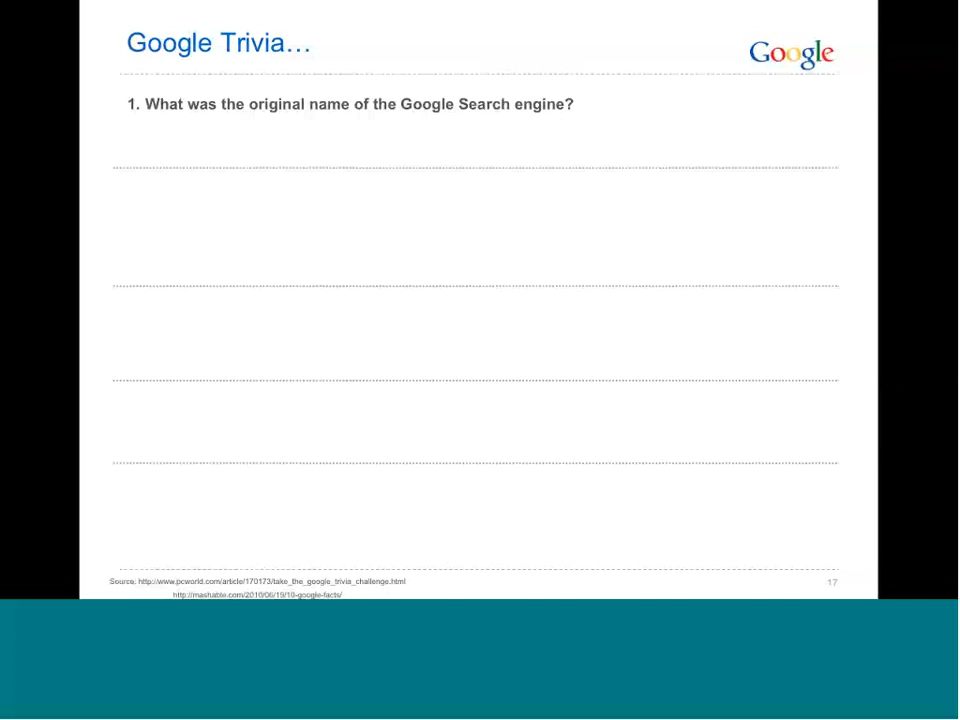 Google Trivia…
Google
1. What was the original name of the Google Search engine?
Source: http://www.pcworld.com/article/170173/take_the_google_trivia_challenge.html
17
http://mashable.com/2010/06/19/10-google-facts/